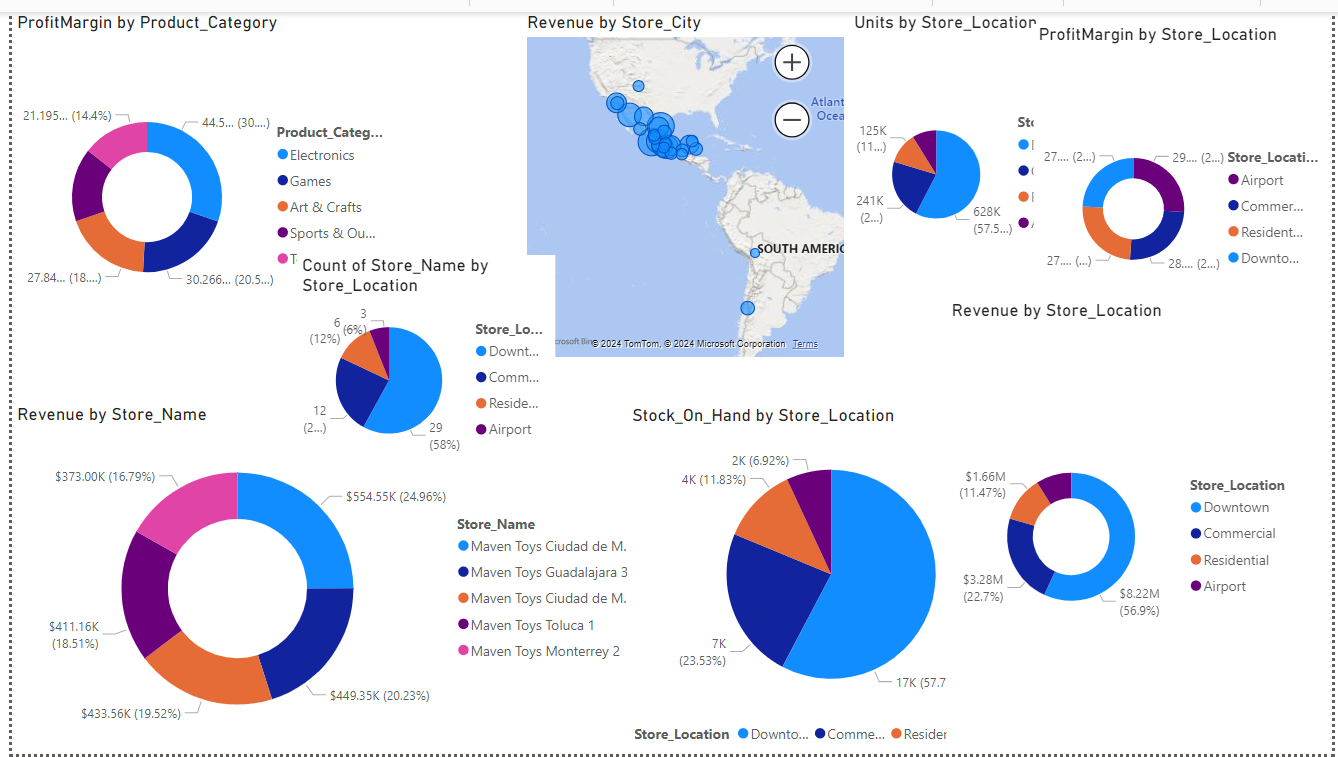 ProfitMargin by Product_Category
21.195... (14.4%)
44.5... (30....)
27.84... (18....)
30.266... (20.5...)
Product_Categ...
Electronics
Games
Art & Crafts
Sports & Ou...
T
Revenue by Store_City
Atlant
Ocea
SOUTH AMERIC
© 2024 TomTom, © 2024 Microsoft Corporation Terms
Units by Store_Location
125K
(11...)
241K
(2...)
628K
(57.5...)
ProfitMargin by Store_Location
27.... (2...)
29.... (2...)
27.... (...)
28.... (2...)
Store_Locati...
Airport
Commer...
Resident...
Downto...
Count of Store_Name by
Store_Location
3
(6%)
6
(12%)
12
(2...)
29
(58%)
Store_Lo...
Downt...
Comm...
Reside...
Airport
Revenue by Store_Name
$373.00K (16.79%)
$554.55K (24.96%)
$411.16K
(18.51%)
$433.56K (19.52%)
$449.35K (20.23%)
Store_Name
Maven Toys Ciudad de M.
Maven Toys Guadalajara 3
Maven Toys Ciudad de M.
Maven Toys Toluca 1
Maven Toys Monterrey 2
Stock_On_Hand by Store_Location
2K (6.92%)
4K (11.83%)
7K
(23.53%)
17K (57.7
Store_Location Downto... Comme... Resider
Revenue by Store_Location
$1.66M
(11.47%)
$3.28M
(22.7%)
$8.22M
(56.9%)
Store_Location
Downtown
Commercial
Residential
Airport